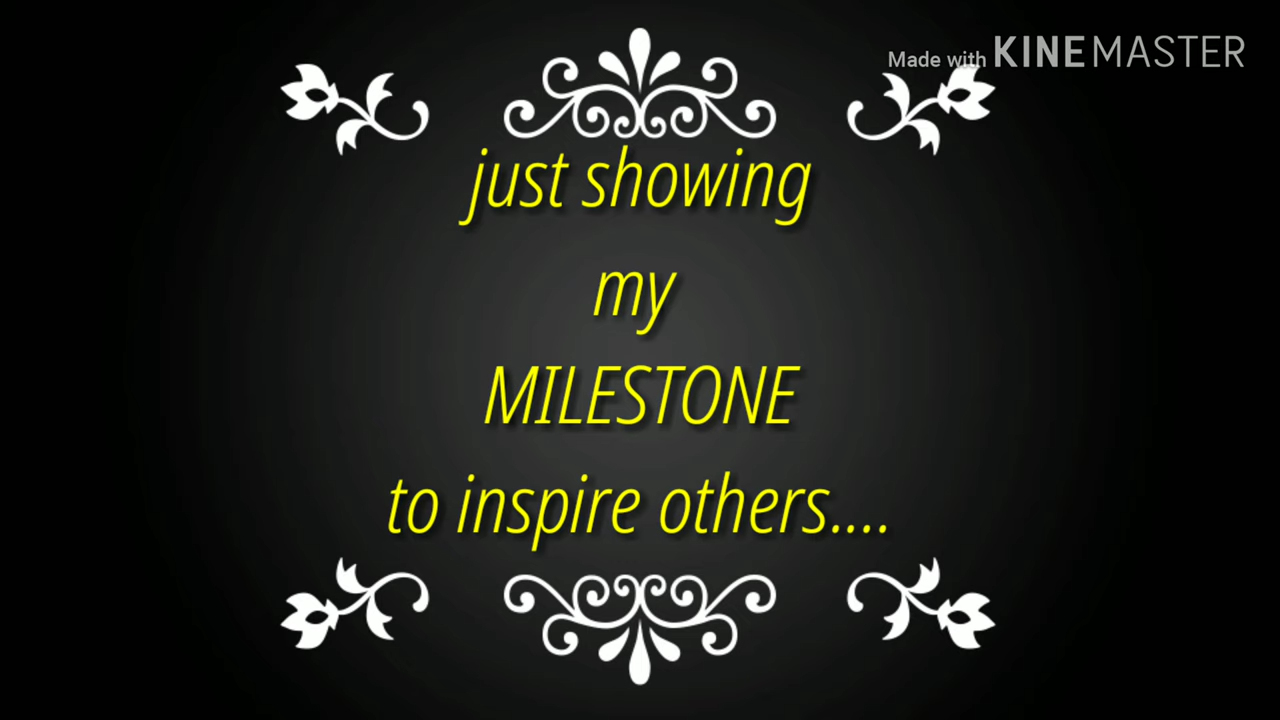 Made with KINEMASTER
just showing
my
MILESTONE
to inspire others....